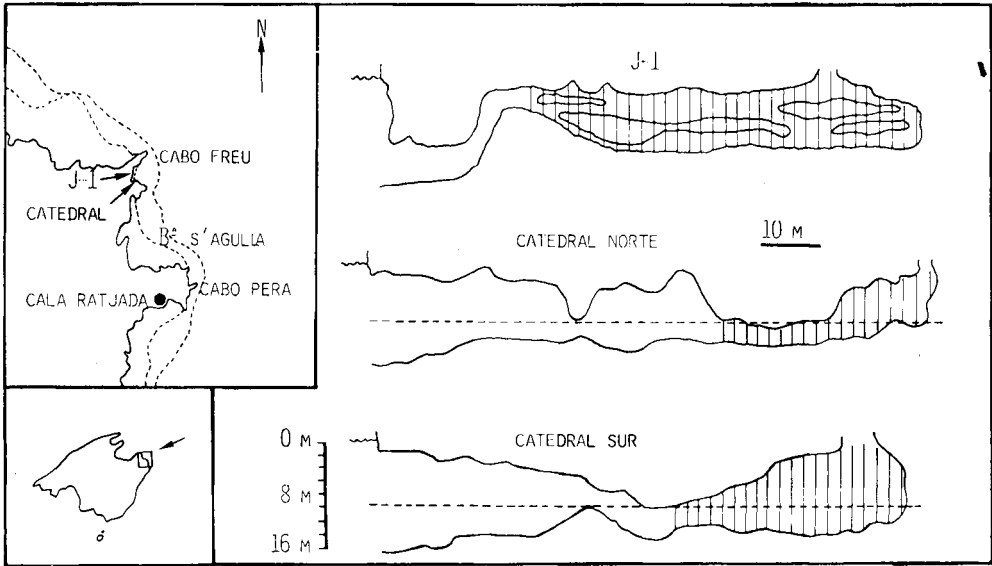 N
CABO FREU
J-1
CATEDRAL
Bª S'AGULLA
CABO PERA
CALA RATJADA
J-1
10 M
CATEDRAL NORTE
CATEDRAL SUR
0 M
8 M
16 M